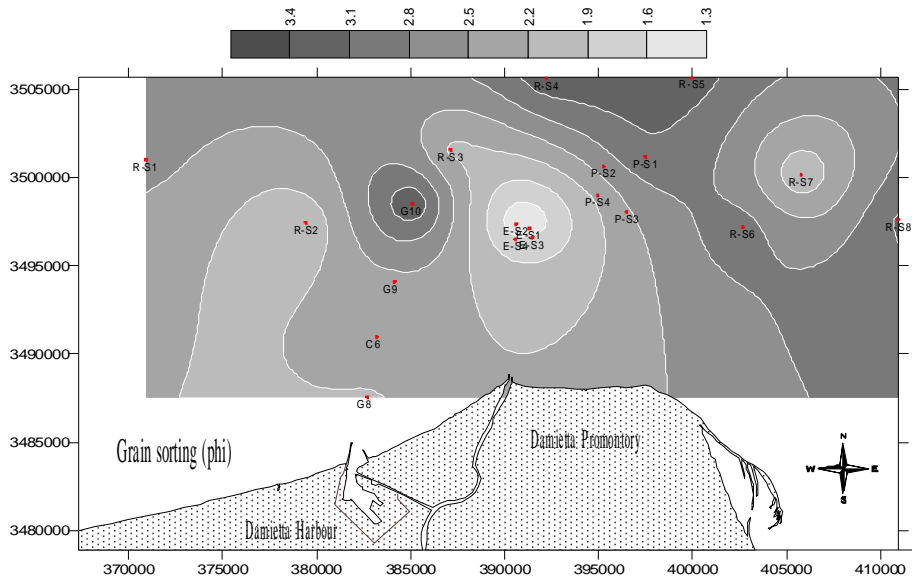 3.4 3.1 2.8 2.5 2.2 1.9 1.6 1.3
3505000
R-S4
R-S5
R-S3
P-S1
R-S1
P-S2
3500000
R-S7
P-S4
G10
P-S3
R-S2
E-S2
E-S1
R-S6
R-S8
E-S4
E-S3
3495000
G9
C6
3490000
G8
3485000
Grain sorting (phi)
Damietta Promontory
N
W E
S
3480000
Damietta Harbour
370000 375000 380000 385000 390000 395000 400000 405000 410000